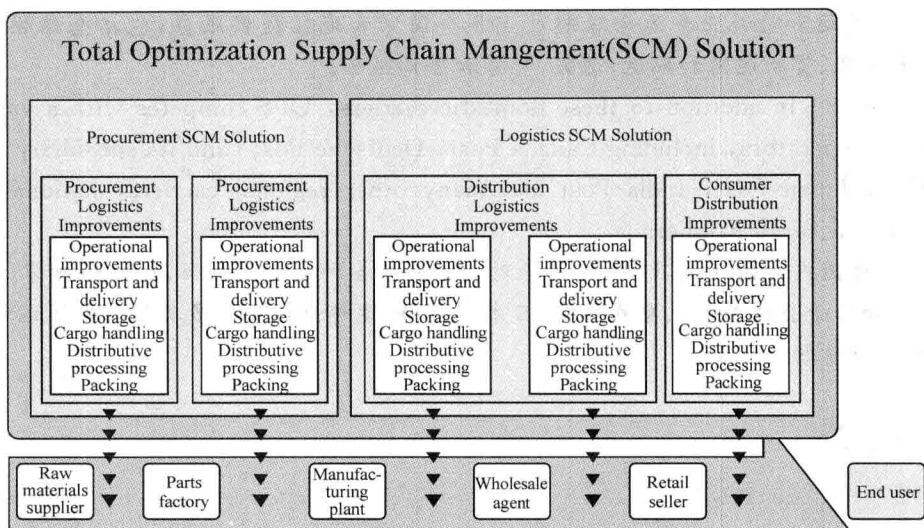 Total Optimization Supply Chain Mangement(SCM) Solution
Procurement SCM Solution
Procurement
Logistics
Improvements
Operational
improvements
Transport and
delivery
Storage
Cargo handling
Distributive
processing
Packing
Procurement
Logistics
Improvements
Operational
improvements
Transport and
delivery
Storage
Cargo handling
Distributive
processing
Packing
Logistics SCM Solution
Distribution
Logistics
Improvements
Operational
improvements
Transport and
delivery
Storage
Cargo handling
Distributive
processing
Packing
Operational
improvements
Transport and
delivery
Storage
Cargo handling
Distributive
processing
Packing
Consumer
Distribution
Improvements
Operational
improvements
Transport and
delivery
Storage
Cargo handling
Distributive
processing
Packing
Raw
materials
supplier
Parts
factory
Manufac-
turing
plant
Wholesale
agent
Retail
seller
End user